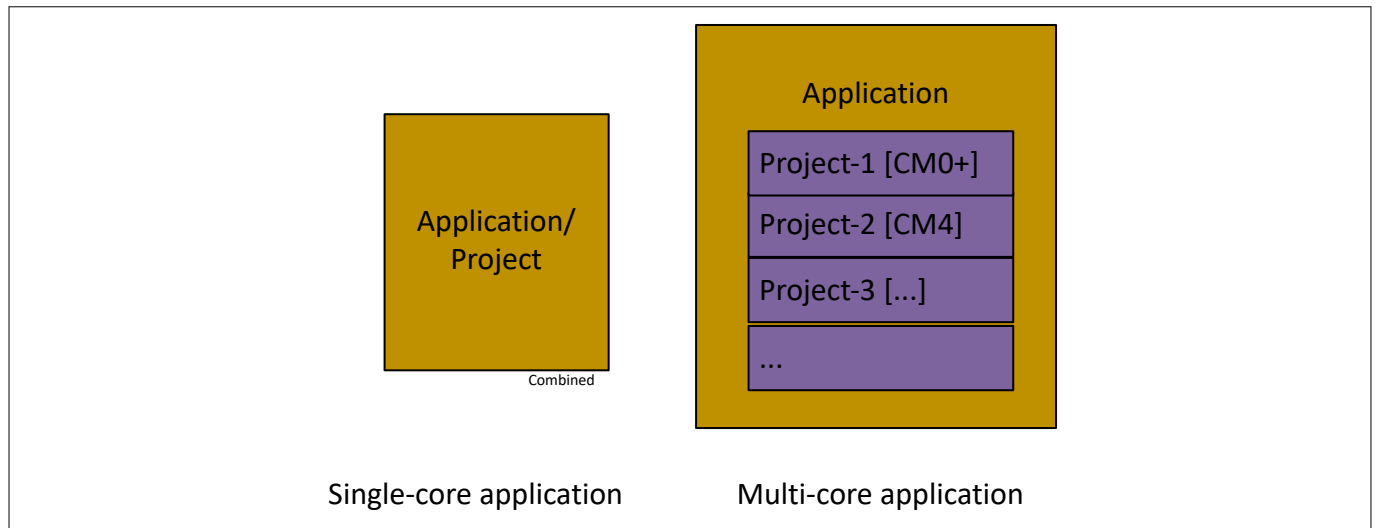 Application/
Project
Combined
Single-core application
Application
Project-1 [CM0+]
Project-2 [CM4]
Project-3 [...]
...
Multi-core application